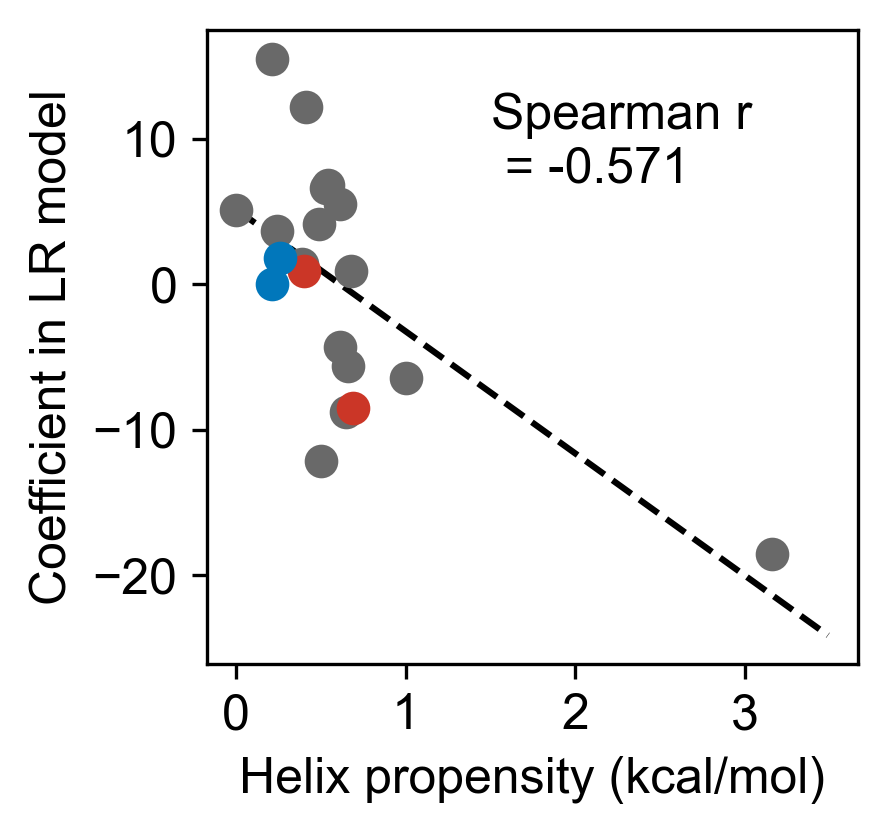 Spearman r
= -0.571
Coefficient in LR model
10
0
−10
−20
0 1 2 3
Helix propensity (kcal/mol)